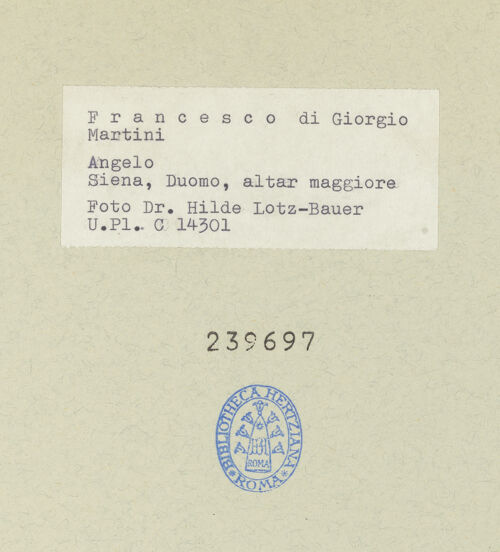 F r a n c e s c o di Giorgio
Martini
Angelo
Siena, Duomo, altar maggiore
Foto Dr. Hilde Lotz-Bauer
U.Pl. C 14301
239697
BIBLIOTHECA HERTZIANA
ROMA
* ROMA *